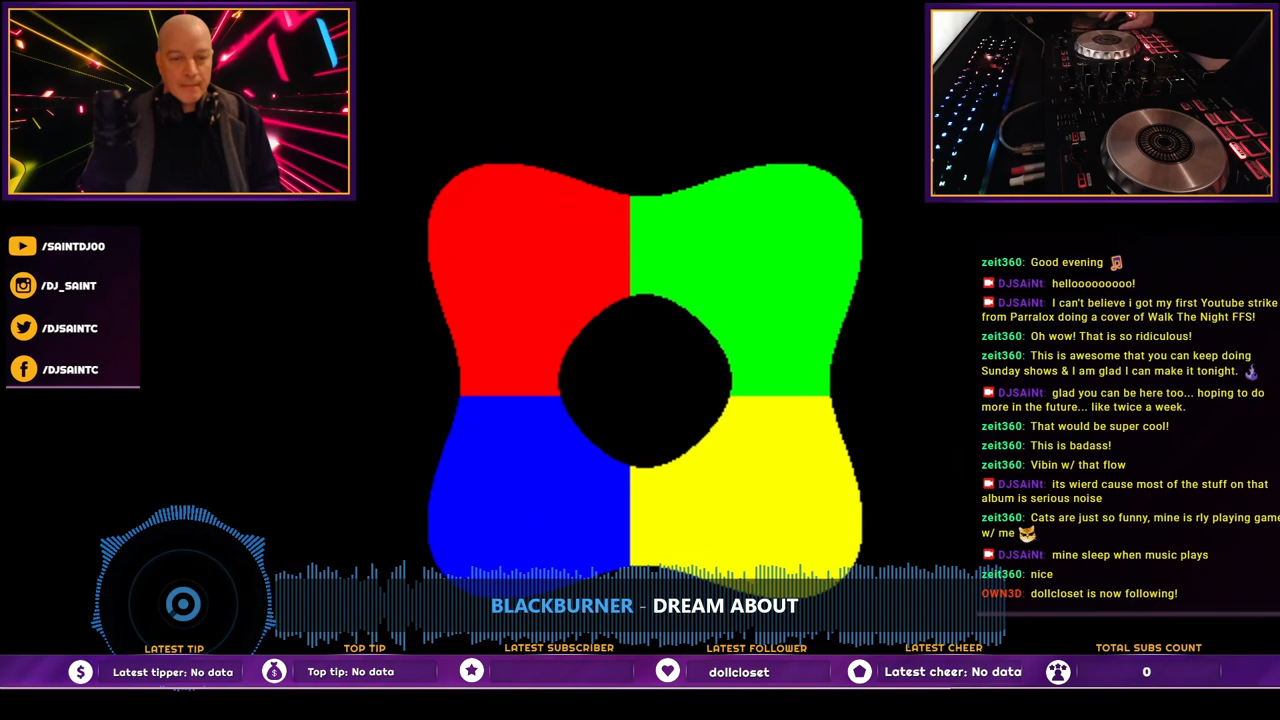 /SAINTDJ00
/DJ_SAINT
/DJSAINTC
/DJSAINTC
zeit360: Good evening
DJSAiNt: helloooooooo!
DJSAiNt: I can't believe i got my first Youtube strike
from Parralox doing a cover of Walk The Night FFS!
zeit360: Oh wow! That is so ridiculous!
zeit360: This is awesome that you can keep doing
Sunday shows & I am glad I can make it tonight.
DJSAiNt: glad you can be here too... hoping to do
more in the future... like twice a week.
zeit360: That would be super cool!
zeit360: This is badass!
zeit360: Vibin w/ that flow
DJSAiNt: its wierd cause most of the stuff on that
album is serious noise
zeit360: Cats are just so funny, mine is rly playing game
w/ me
DJSAiNt: mine sleep when music plays
zeit360: nice
OWN3D: dollcloset is now following!
BLACKBURNER - DREAM ABOUT
LATEST TIP
TOP TIP
LATEST SUBSCRIBER
LATEST FOLLOWER
LATEST CHEER
TOTAL SUBS COUNT
Latest tipper: No data
Top tip: No data
dollcloset
Latest cheer: No data
0